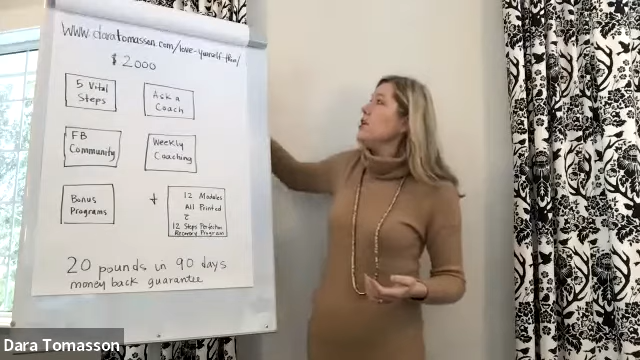 www.daratomasson.com/love-yourself-thin/
$2000
5 Vital
Steps
Ask a
Coach
FB
Community
Weekly
Coaching
Bonus
Programs
+
12 Modules
All Printed
12 Steps Perfection
Recovery Program
20 pounds in 90 days
money back guarantee
Dara Tomasson